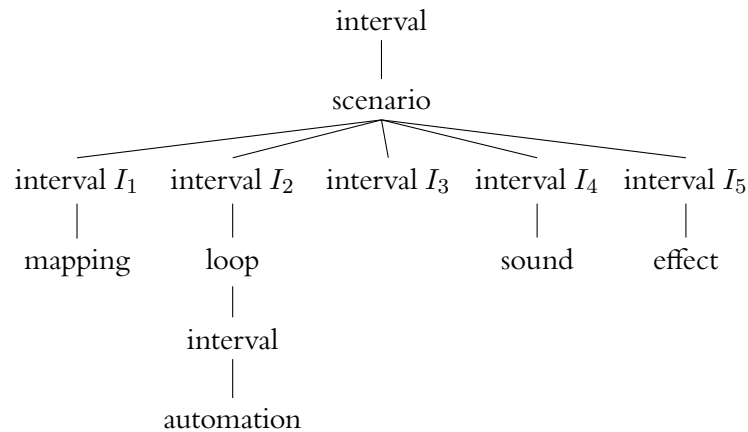 interval
scenario
interval I₁ interval I₂ interval I₃ interval I₄ interval I₅
mapping loop sound effect
interval
automation